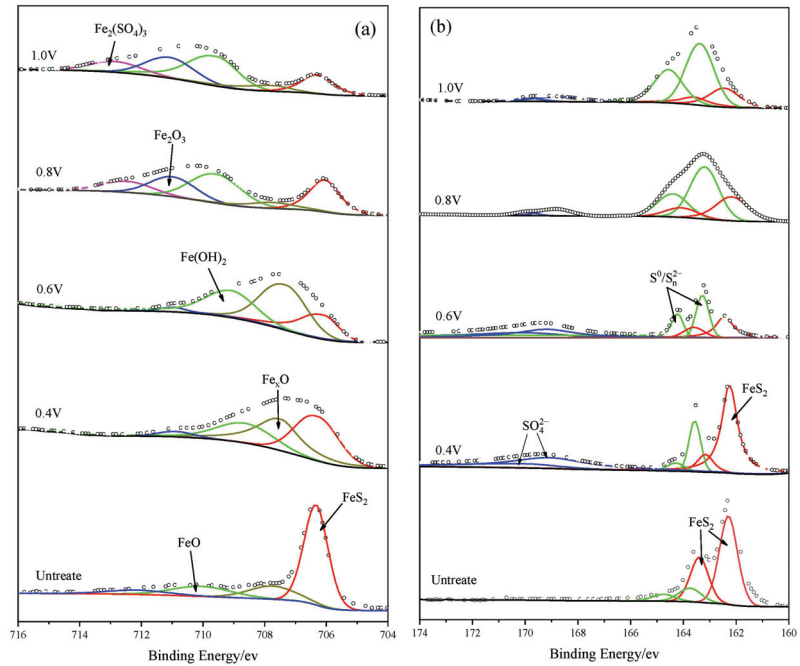 (a)
Fe₂(SO₄)₃
1.0V
Fe₂O₃
0.8V
Fe(OH)₂
0.6V
FeₓO
0.4V
FeS₂
FeO
Untreate
716 714 712 710 708 706 704
Binding Energy/ev
(b)
1.0V
0.8V
S⁰/Sₙ²⁻
0.6V
FeS₂
SO₄²⁻
0.4V
FeS₂
Untreate
174 172 170 168 166 164 162 160
Binding Energy/ev